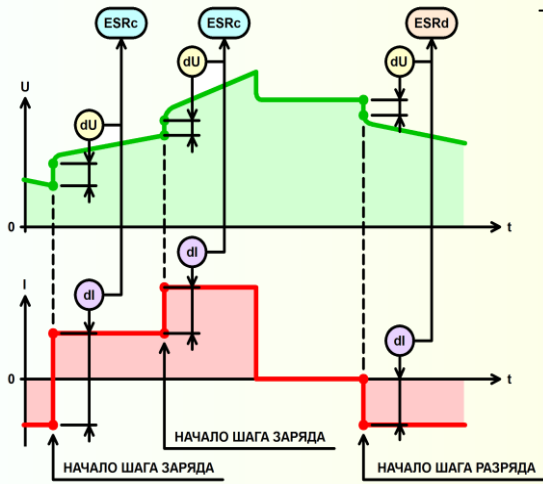 ESRc
ESRc
ESRd
dU
dU
dU
U
0
t
dI
dI
dI
I
0
t
НАЧАЛО ШАГА ЗАРЯДА
НАЧАЛО ШАГА ЗАРЯДА
НАЧАЛО ШАГА РАЗРЯДА